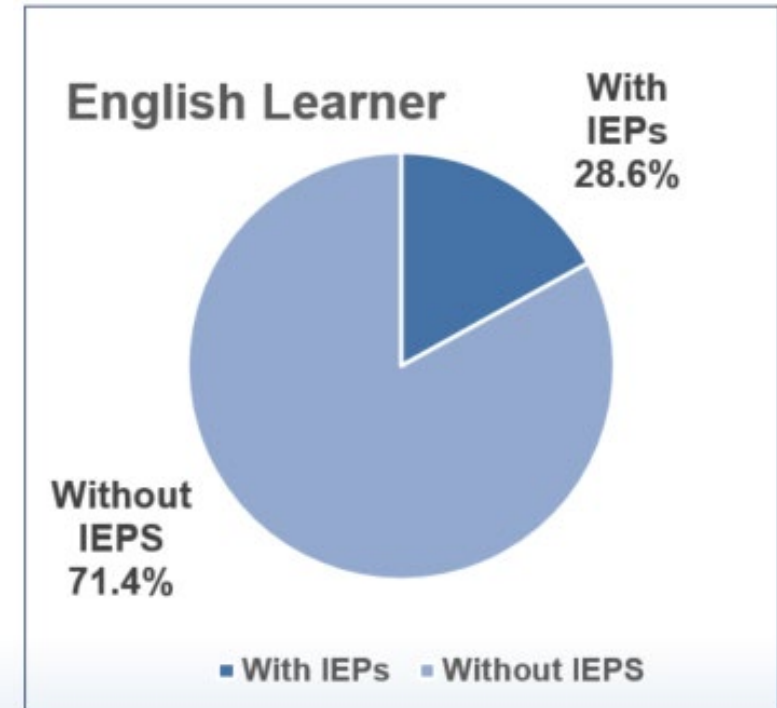 English Learner
With
IEPs
28.6%
Without
IEPS
71.4%
With IEPs Without IEPS